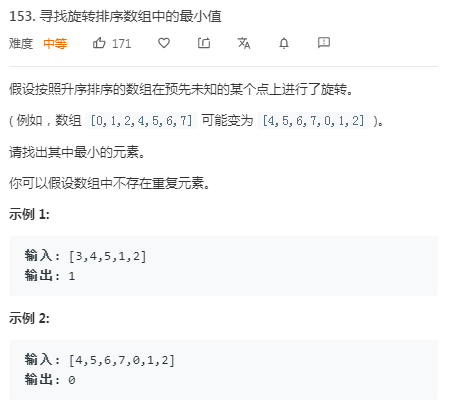 153. 寻找旋转排序数组中的最小值
难度 中等 171
假设按照升序排序的数组在预先未知的某个点上进行了旋转。
( 例如，数组 [0,1,2,4,5,6,7] 可能变为 [4,5,6,7,0,1,2] )。
请找出其中最小的元素。
你可以假设数组中不存在重复元素。
示例 1:
输入: [3,4,5,1,2]
输出: 1
示例 2:
输入: [4,5,6,7,0,1,2]
输出: 0